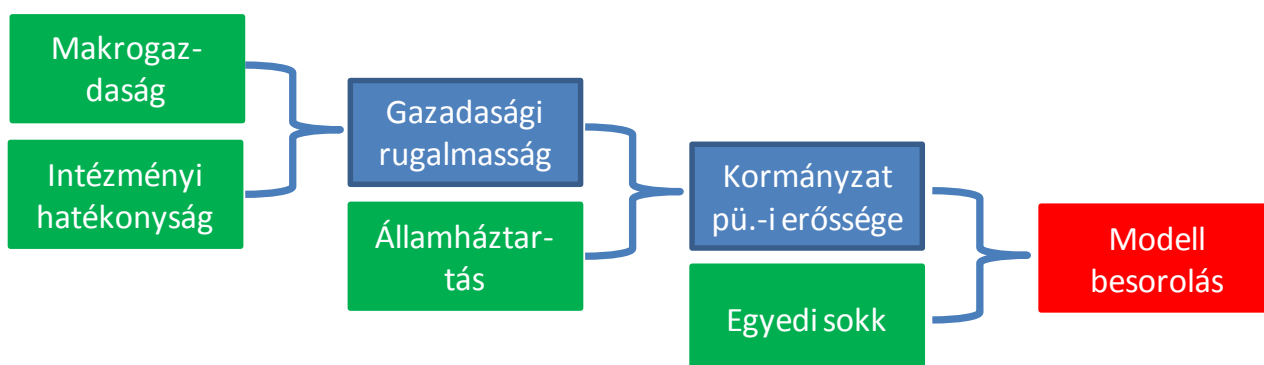 Makrogaz-
daság
Intézményi
hatékonyság
Gazadasági
rugalmasság
Államháztar-
tás
Kormányzat
pü.-i erőssége
Egyedi sokk
Modell
besorolás